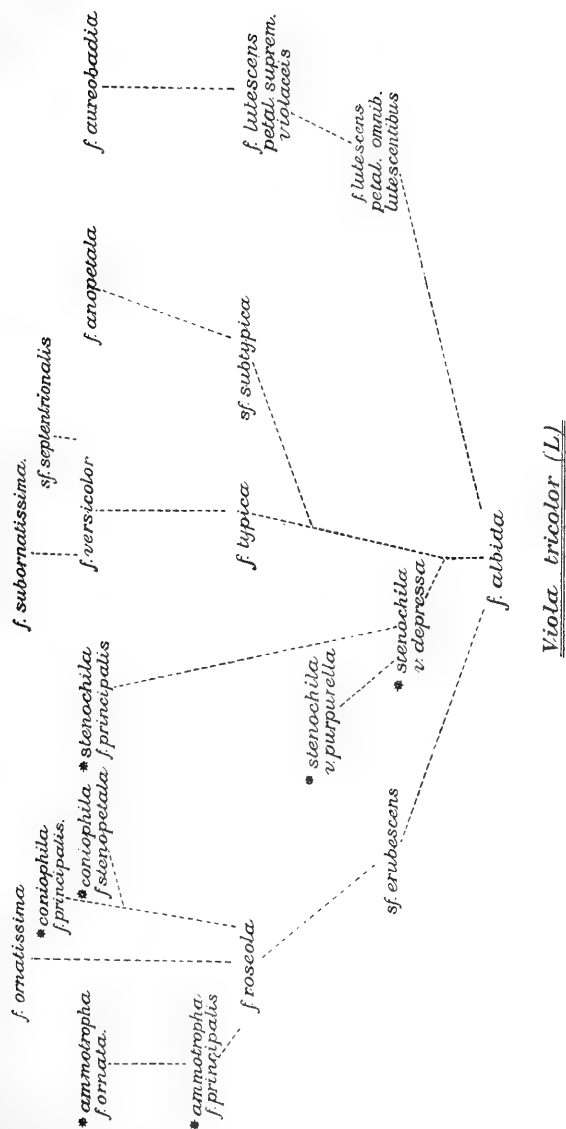 f. ornatissima
f. subornatissima.
*coniophila
f. principalis.
sf. septentrionalis
*ammotropha
f. ornata.
*coniophila
f stenopetala
*stenochila
f. principalis
f. versicolor
f. anopetala
f. aureobadia
*ammotropha
f. principalis
f. roseola
f. typica
sf. subtypica
f. lutescens
petal. suprem.
violaceis
* stenochila
v. purpurella
f. lutescens
petal. omnib.
lutescentibus
sf. erubescens
* stenochila
v. depressa
f. albida
Viola tricolor (L)